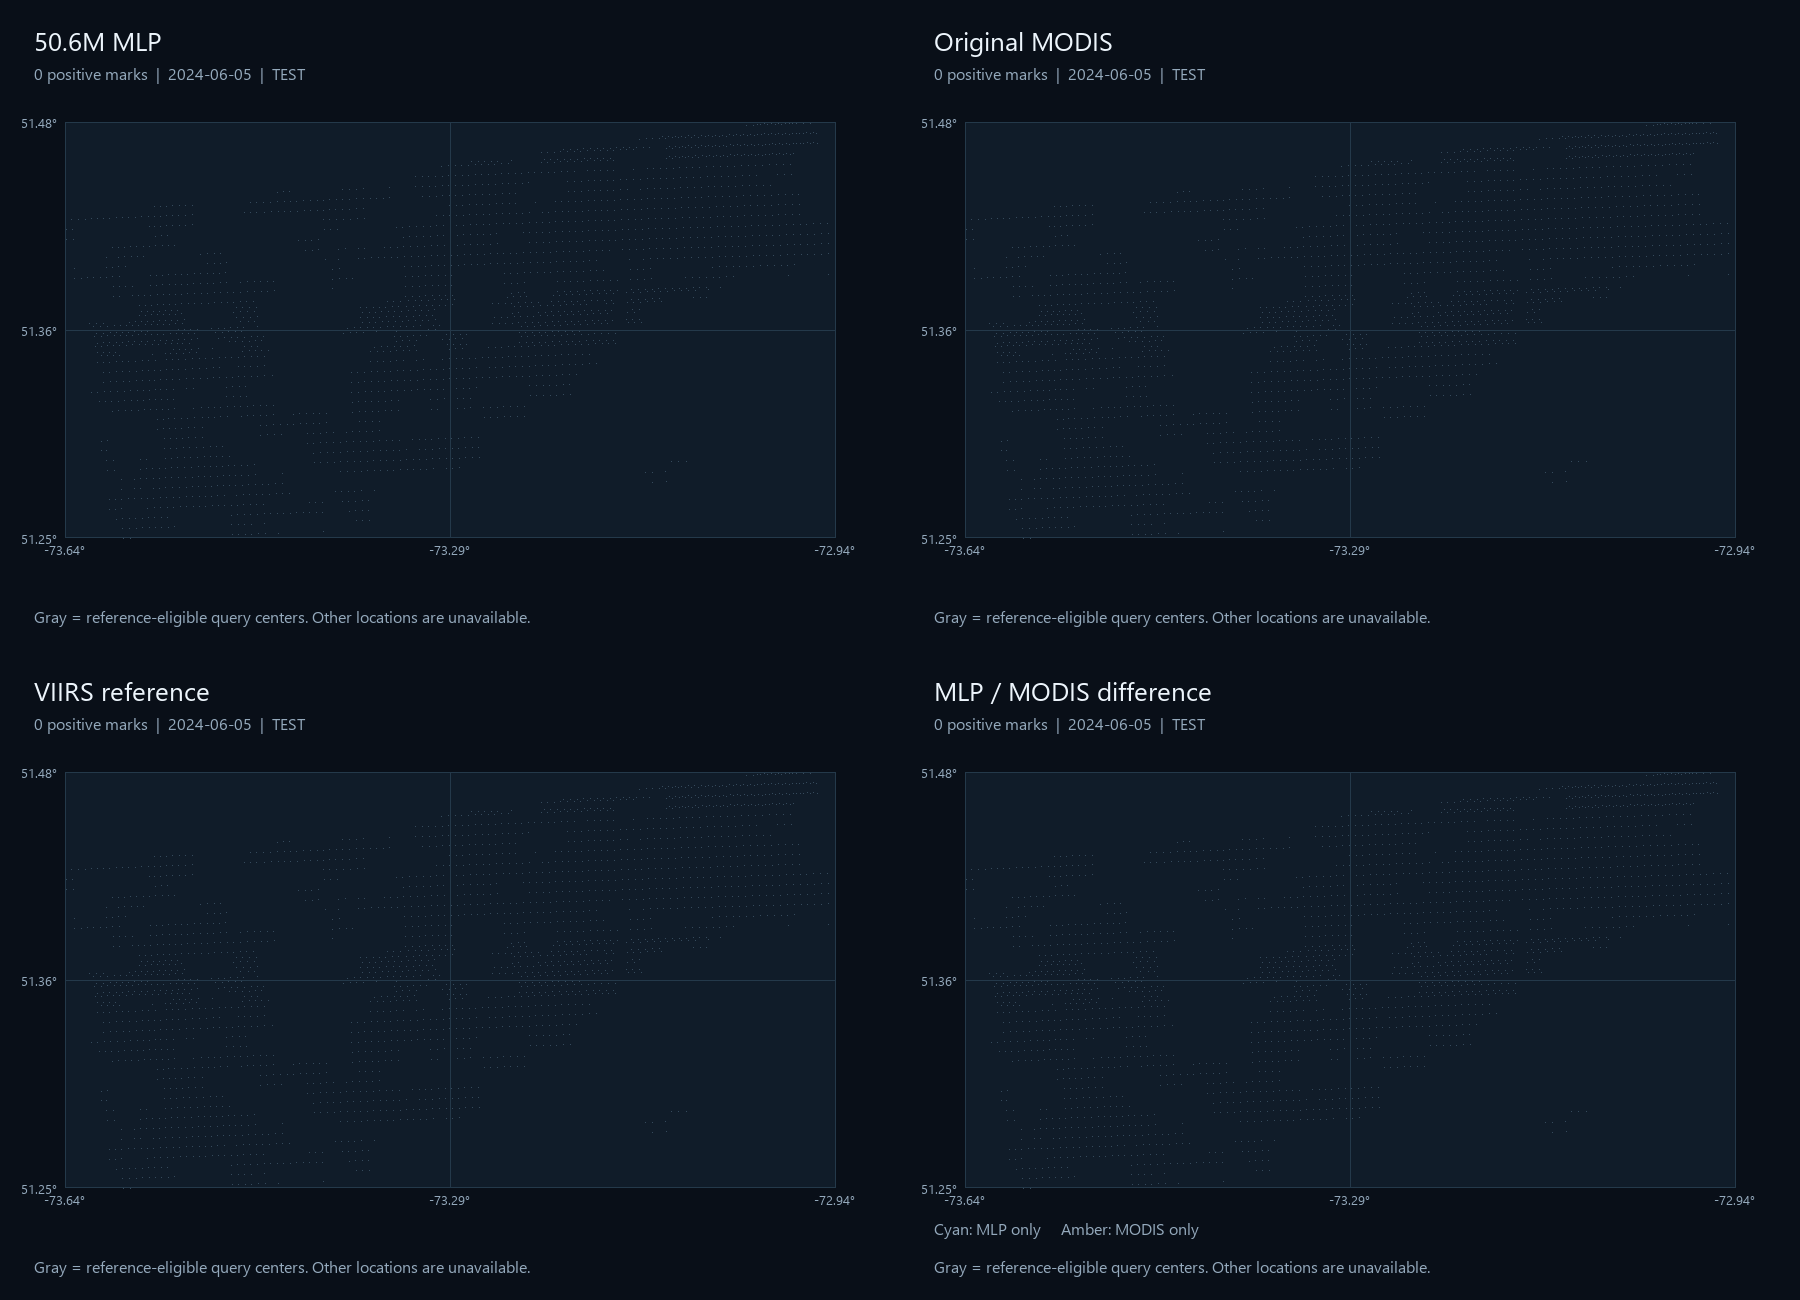 50.6M MLP
0 positive marks | 2024-06-05 | TEST
51.48°
51.36°
51.25°
-73.64°
-73.29°
-72.94°
Gray = reference-eligible query centers. Other locations are unavailable.
Original MODIS
0 positive marks | 2024-06-05 | TEST
51.48°
51.36°
51.25°
-73.64°
-73.29°
-72.94°
Gray = reference-eligible query centers. Other locations are unavailable.
VIIRS reference
0 positive marks | 2024-06-05 | TEST
51.48°
51.36°
51.25°
-73.64°
-73.29°
-72.94°
Gray = reference-eligible query centers. Other locations are unavailable.
MLP / MODIS difference
0 positive marks | 2024-06-05 | TEST
51.48°
51.36°
51.25°
-73.64°
-73.29°
-72.94°
Cyan: MLP only Amber: MODIS only
Gray = reference-eligible query centers. Other locations are unavailable.